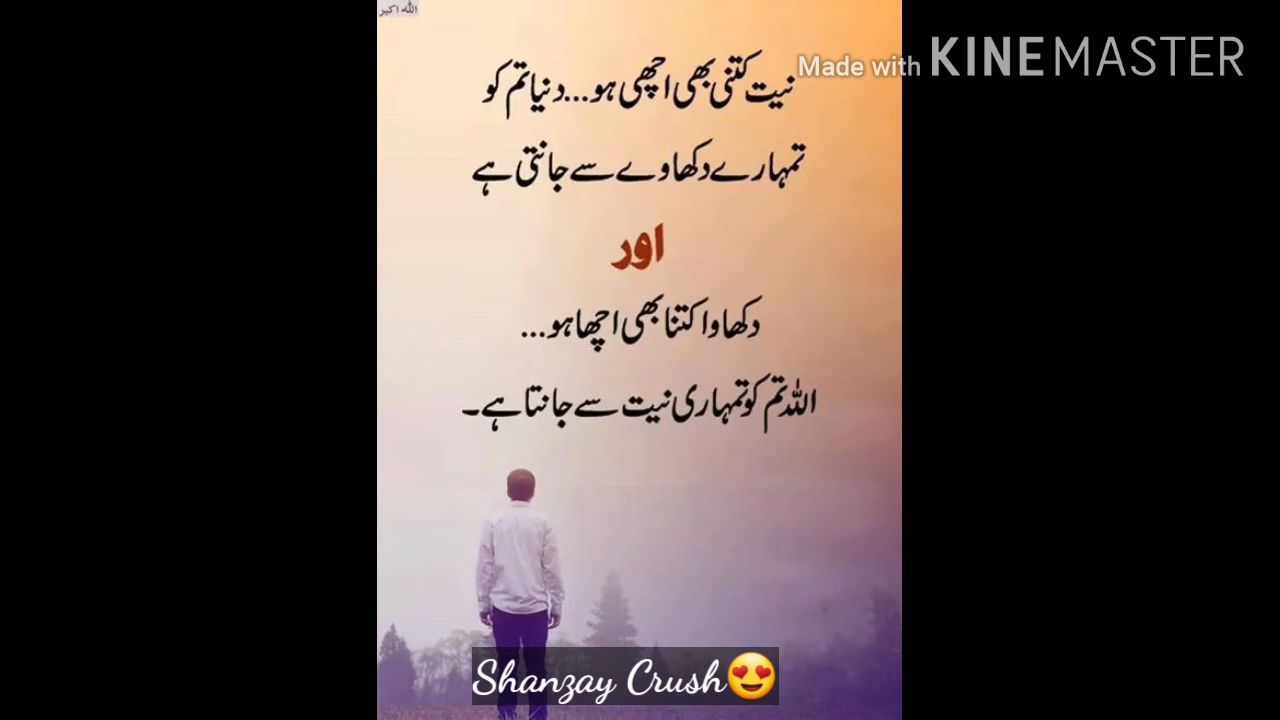 اللہ اکبر
Made with KINEMASTER
نیت کتنی بھی اچھی ہو...دنیا تم کو
تمہارے دکھاوے سے جانتی ہے
اور
دکھاوا کتنا بھی اچھا ہو...
اللہ تم کو تمہاری نیت سے جانتا ہے۔
Shanzay Crush😍